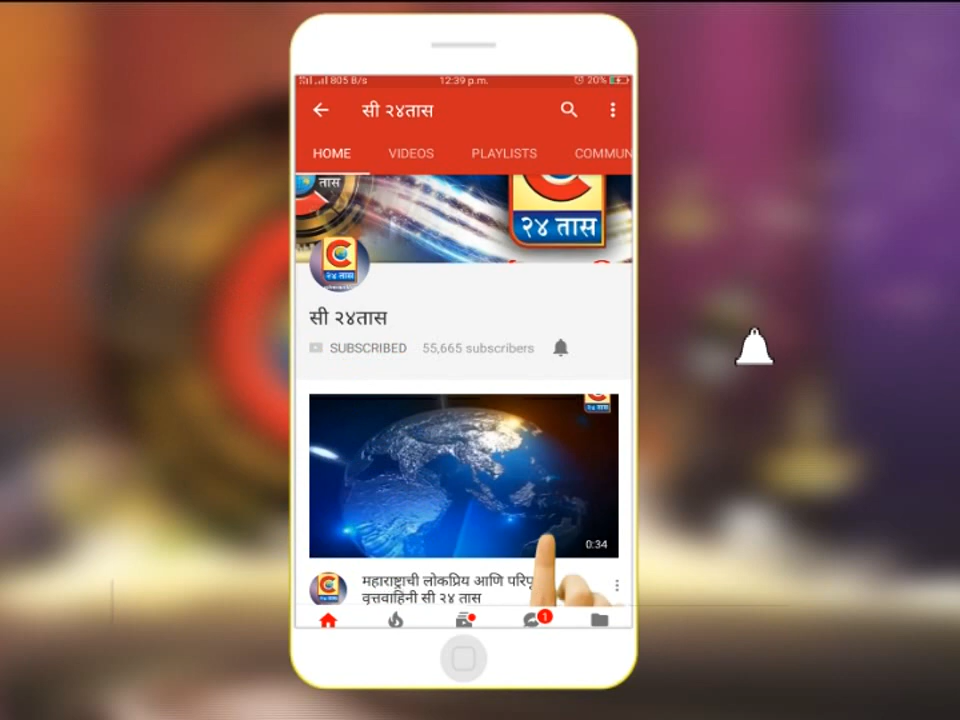 805 B/s 12:39 p.m. 20%
सी २४तास
HOME VIDEOS PLAYLISTS COMMUN
तास
C
२४ तास
C
२४ तास
सी २४तास
SUBSCRIBED 55,665 subscribers
0:34
महाराष्ट्राची लोकप्रिय आणि परिपू
वृत्तवाहिनी सी २४ तास
1